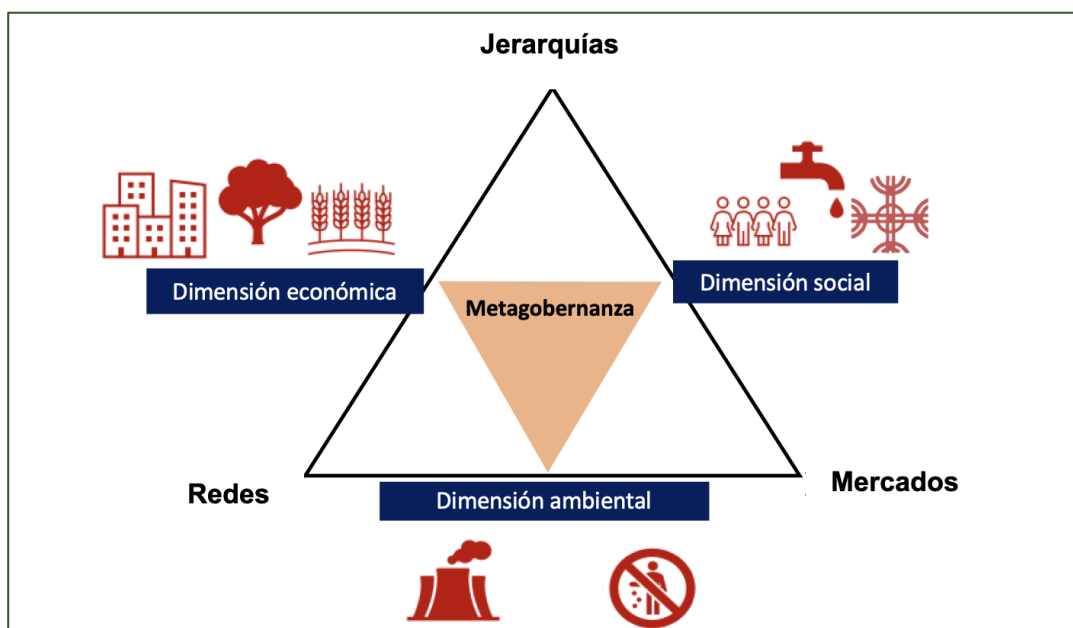 Jerarquías
Dimensión económica
Dimensión social
Metagobernanza
Redes
Mercados
Dimensión ambiental